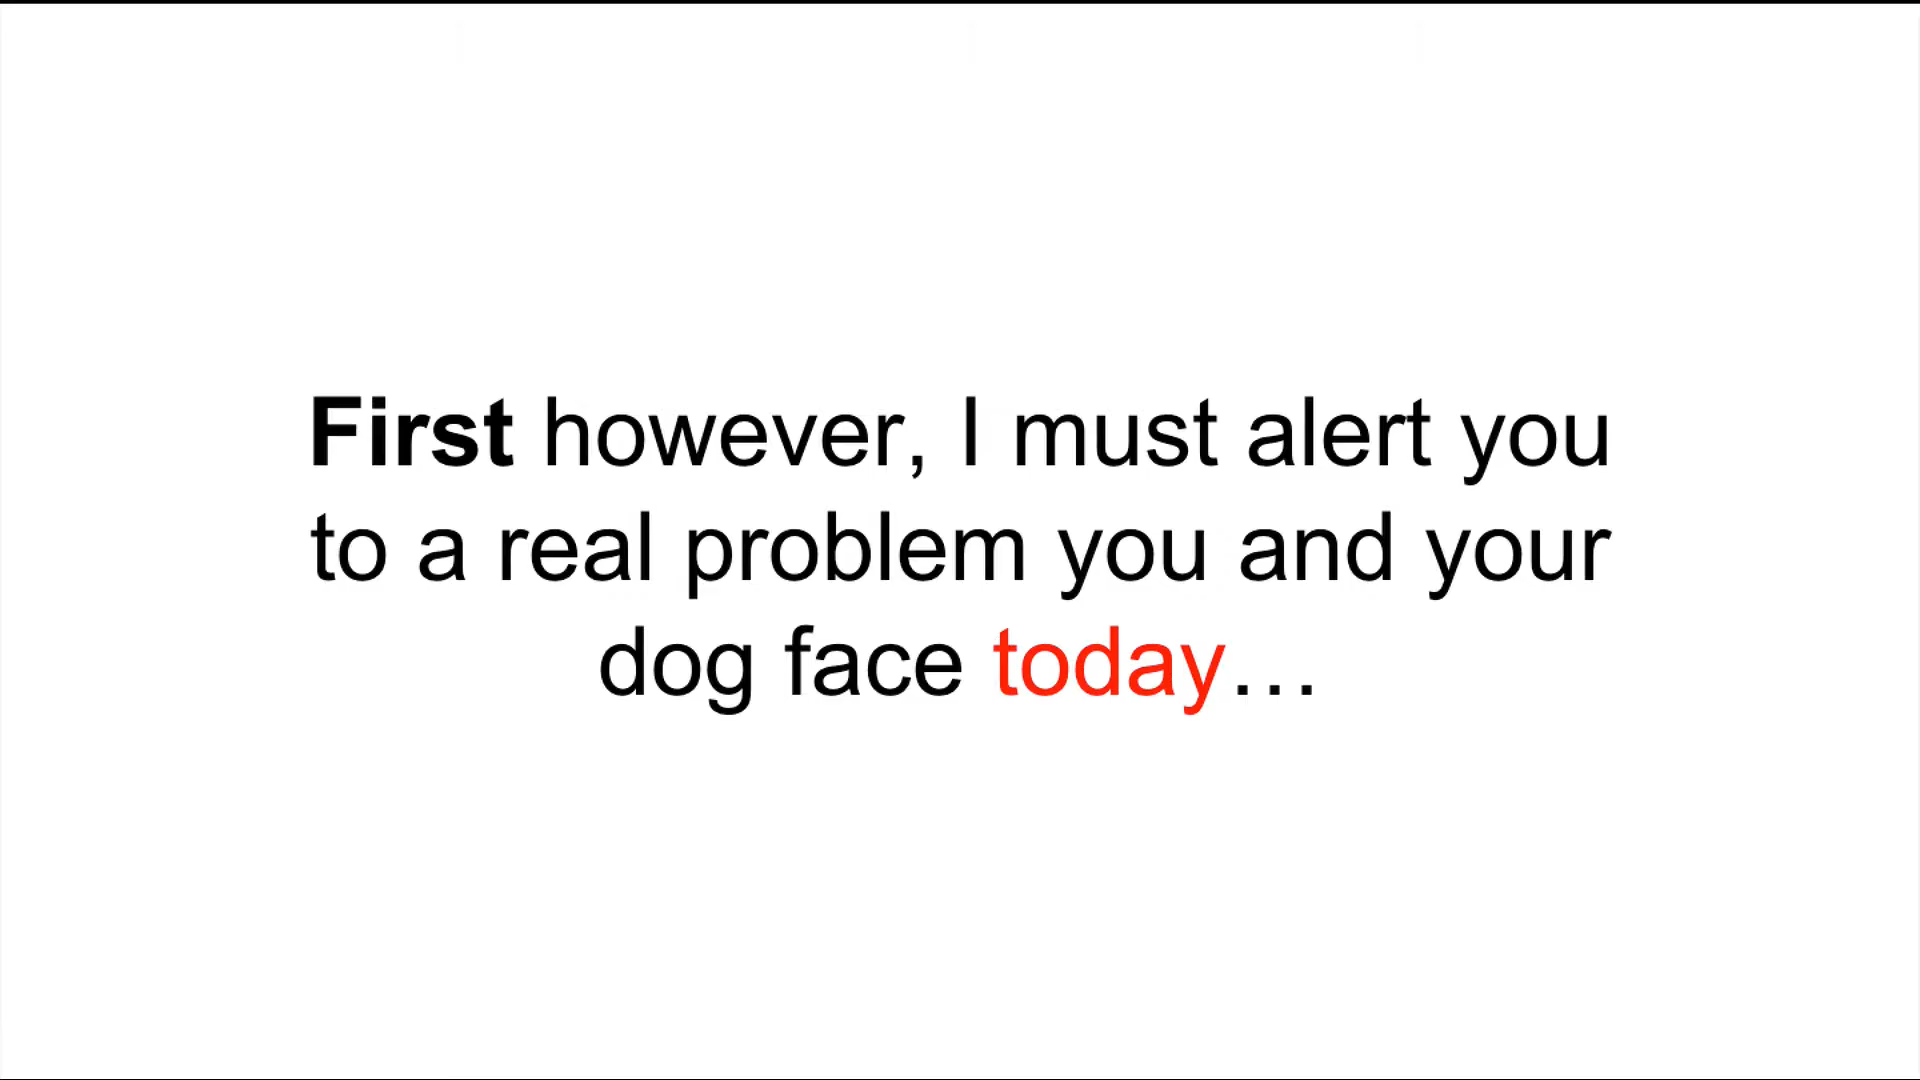 First however, I must alert you
to a real problem you and your
dog face today…